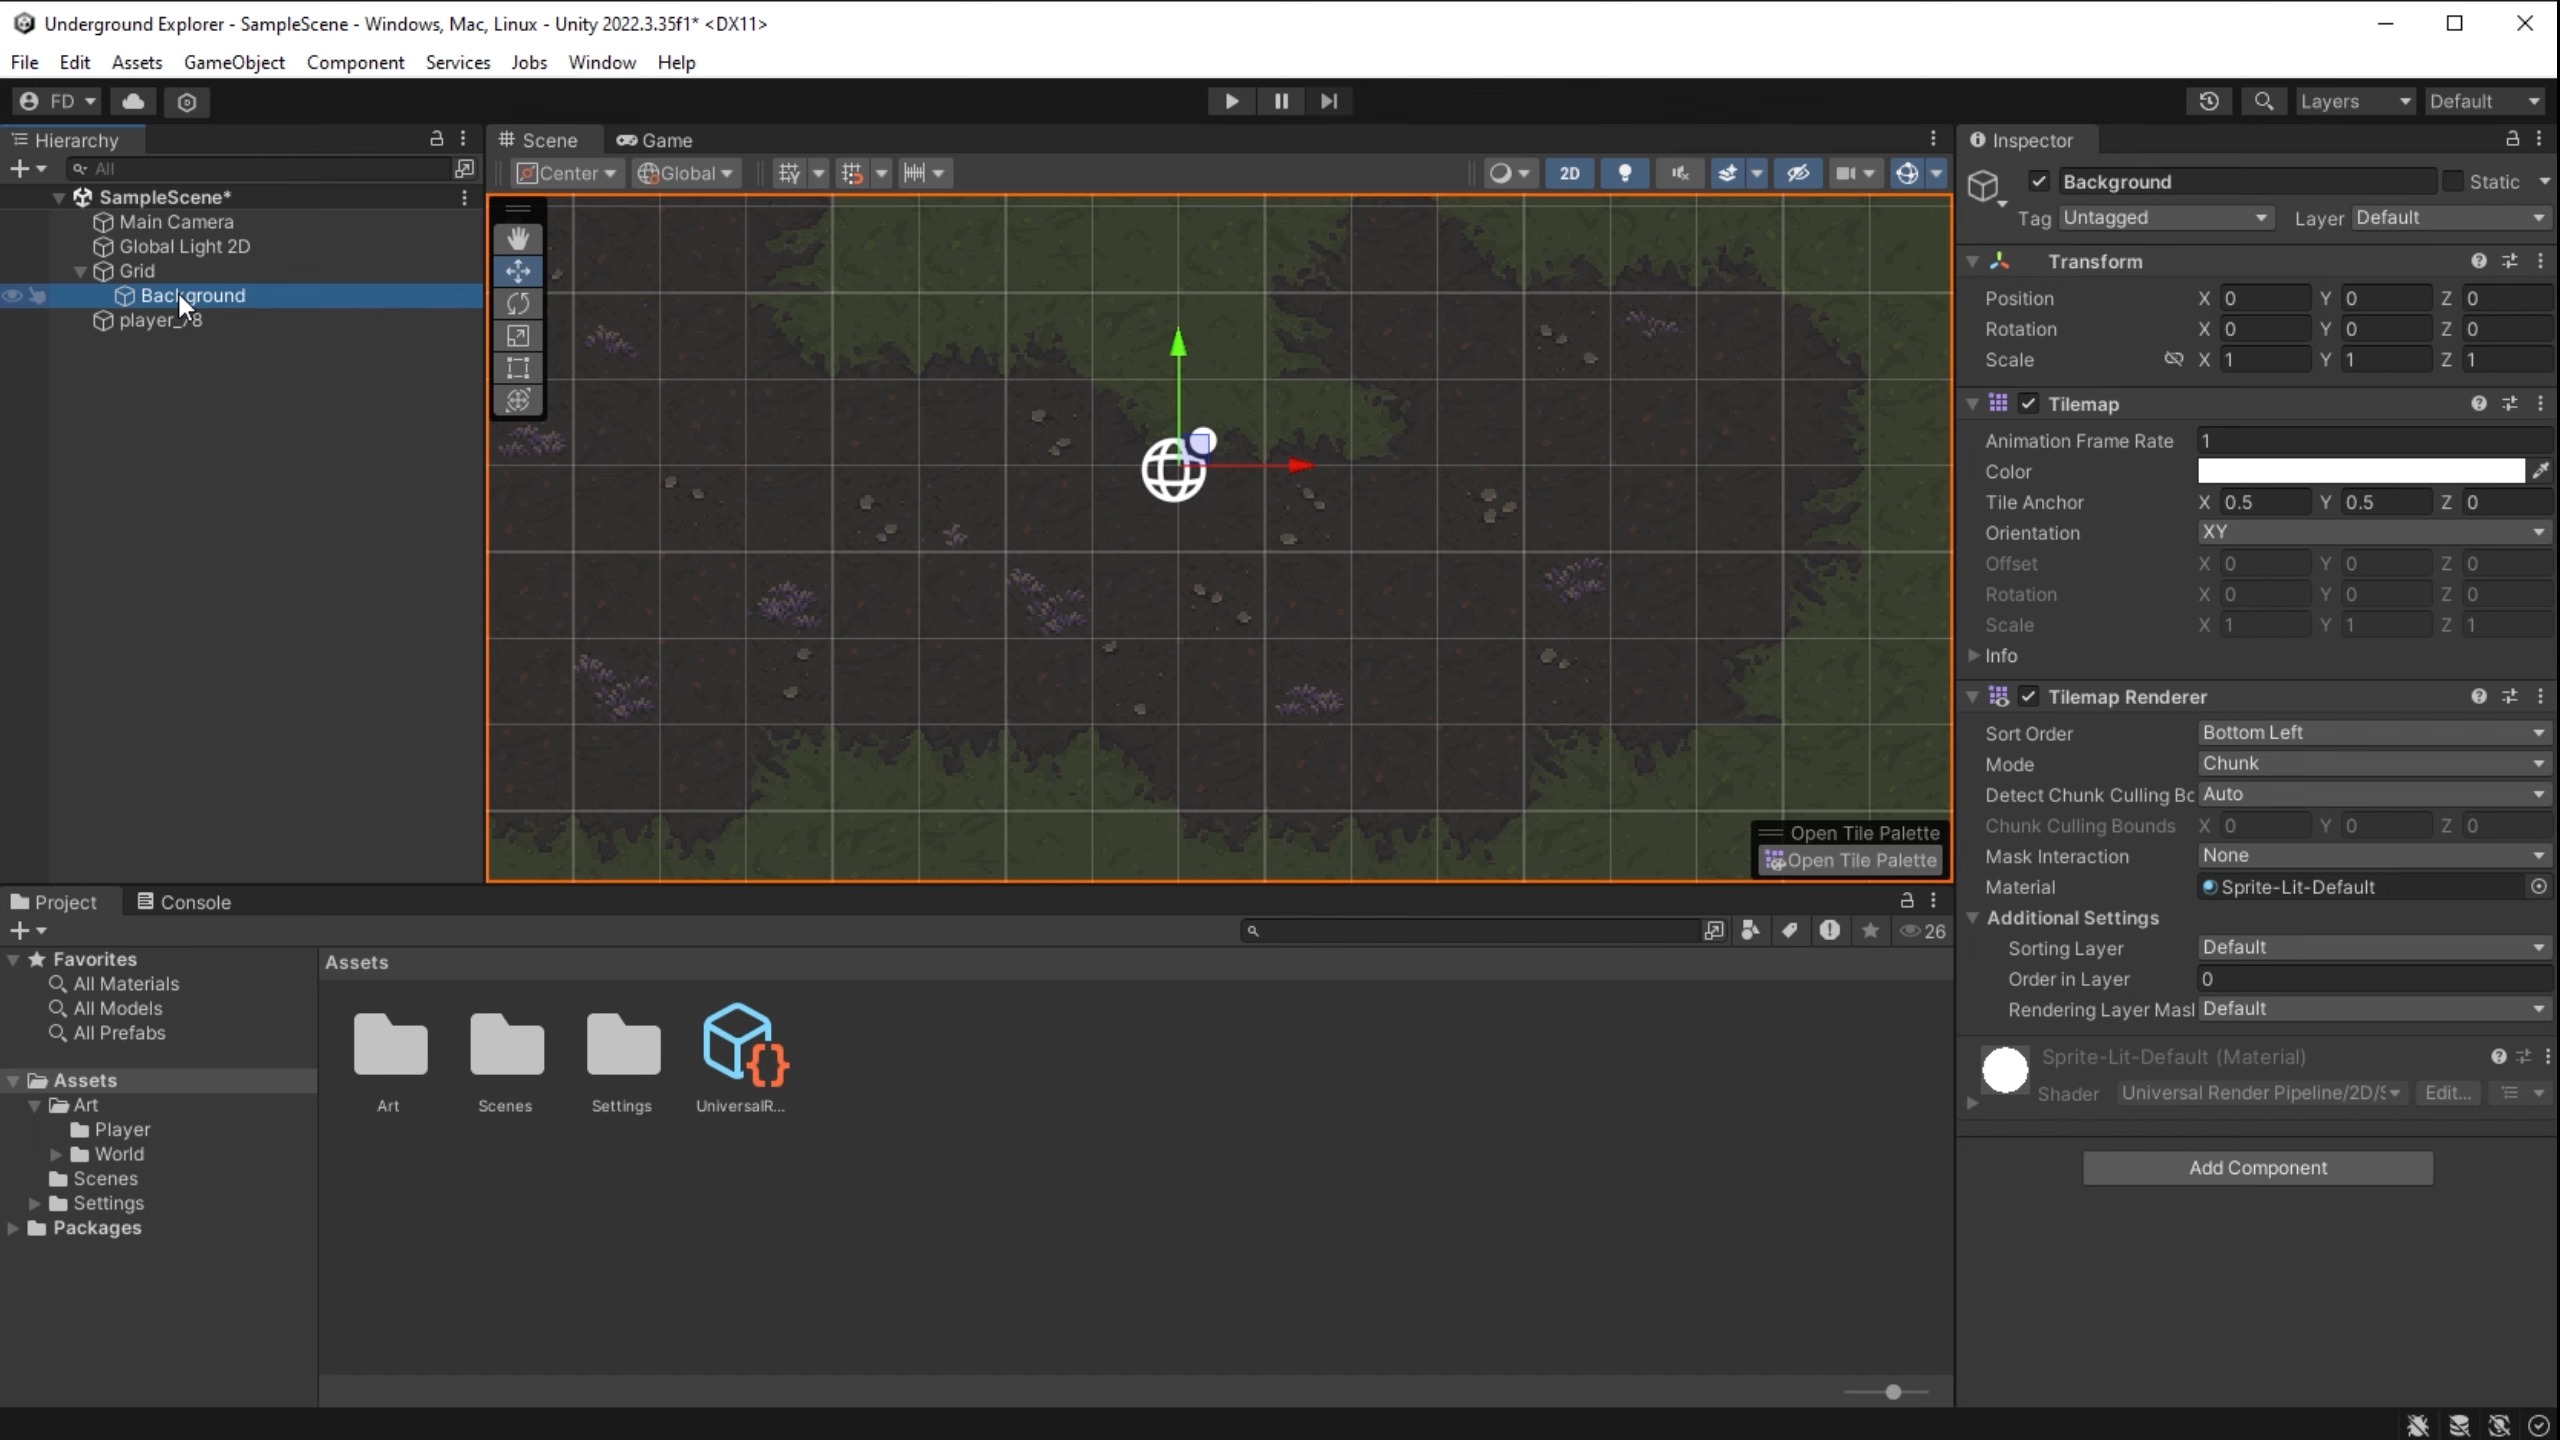 Underground Explorer - SampleScene - Windows, Mac, Linux - Unity 2022.3.35f1* <DX11>
File Edit Assets GameObject Component Services Jobs Window Help
FD
Layers Default
Hierarchy
All
SampleScene*
Main Camera
Global Light 2D
Grid
Background
Scene Game
Center Global 2D
Open Tile Palette
Open Tile Palette
Inspector
Background Static
Tag Untagged Layer Default
Transform
Position X 0 Y 0 Z 0
Rotation X 0 Y 0 Z 0
Scale X 1 Y 1 Z 1
Tilemap
Animation Frame Rate 1
Color
Tile Anchor X 0.5 Y 0.5 Z 0
Orientation XY
Offset X 0 Y 0 Z 0
Rotation X 0 Y 0 Z 0
Scale X 1 Y 1 Z 1
Info
Tilemap Renderer
Sort Order Bottom Left
Mode Chunk
Detect Chunk Culling Bc Auto
Chunk Culling Bounds X 0 Y 0 Z 0
Mask Interaction None
Material Sprite-Lit-Default
Additional Settings
Sorting Layer Default
Order in Layer 0
Rendering Layer Masl Default
Sprite-Lit-Default (Material)
Shader Universal Render Pipeline/2D/S Edit...
Add Component
Project Console
26
Favorites
All Materials
All Models
All Prefabs
Assets
Art
Player
World
Scenes
Settings
Packages
Assets
Art Scenes Settings UniversalR...